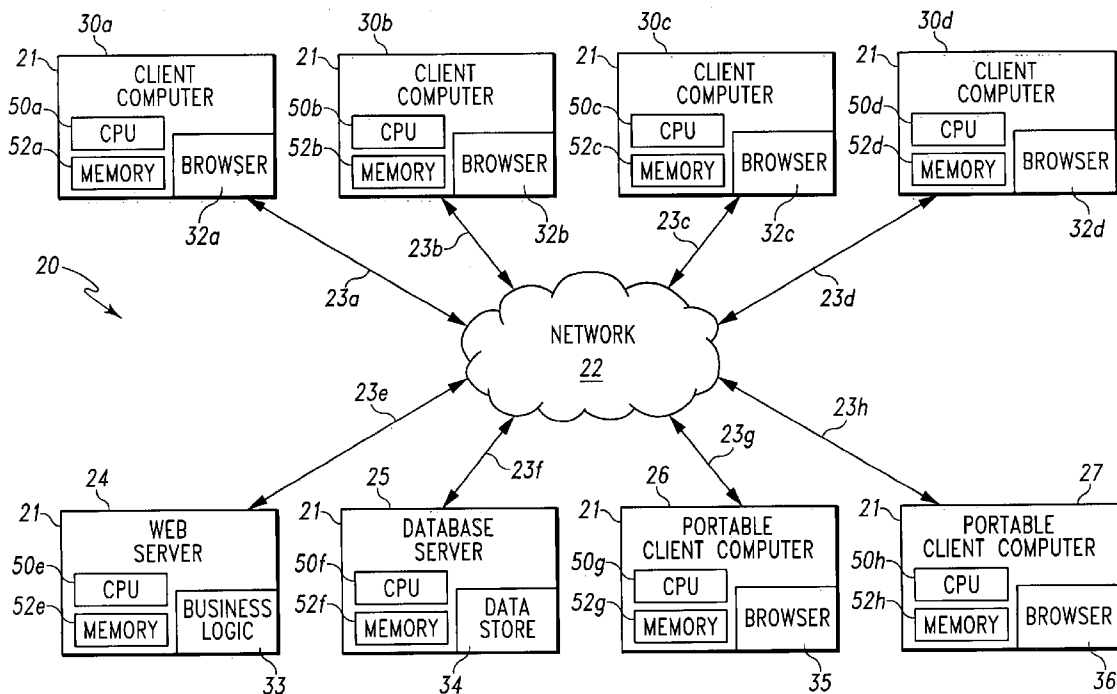 30a
30b
30c
30d
21
21
21
21
CLIENT
COMPUTER
CLIENT
COMPUTER
CLIENT
COMPUTER
CLIENT
COMPUTER
50a
50b
50c
50d
CPU
CPU
CPU
CPU
52a
52b
52c
52d
MEMORY
BROWSER
MEMORY
BROWSER
MEMORY
BROWSER
MEMORY
BROWSER
32a
32b
32c
32d
23b
23c
20
23a
23d
NETWORK
22
23e
23h
23g
23f
24
25
26
27
21
21
21
21
WEB
SERVER
DATABASE
SERVER
PORTABLE
CLIENT COMPUTER
PORTABLE
CLIENT COMPUTER
50e
50f
50g
50h
CPU
CPU
CPU
CPU
52e
52f
52g
52h
MEMORY
BUSINESS
LOGIC
MEMORY
DATA
STORE
MEMORY
BROWSER
MEMORY
BROWSER
33
34
35
36